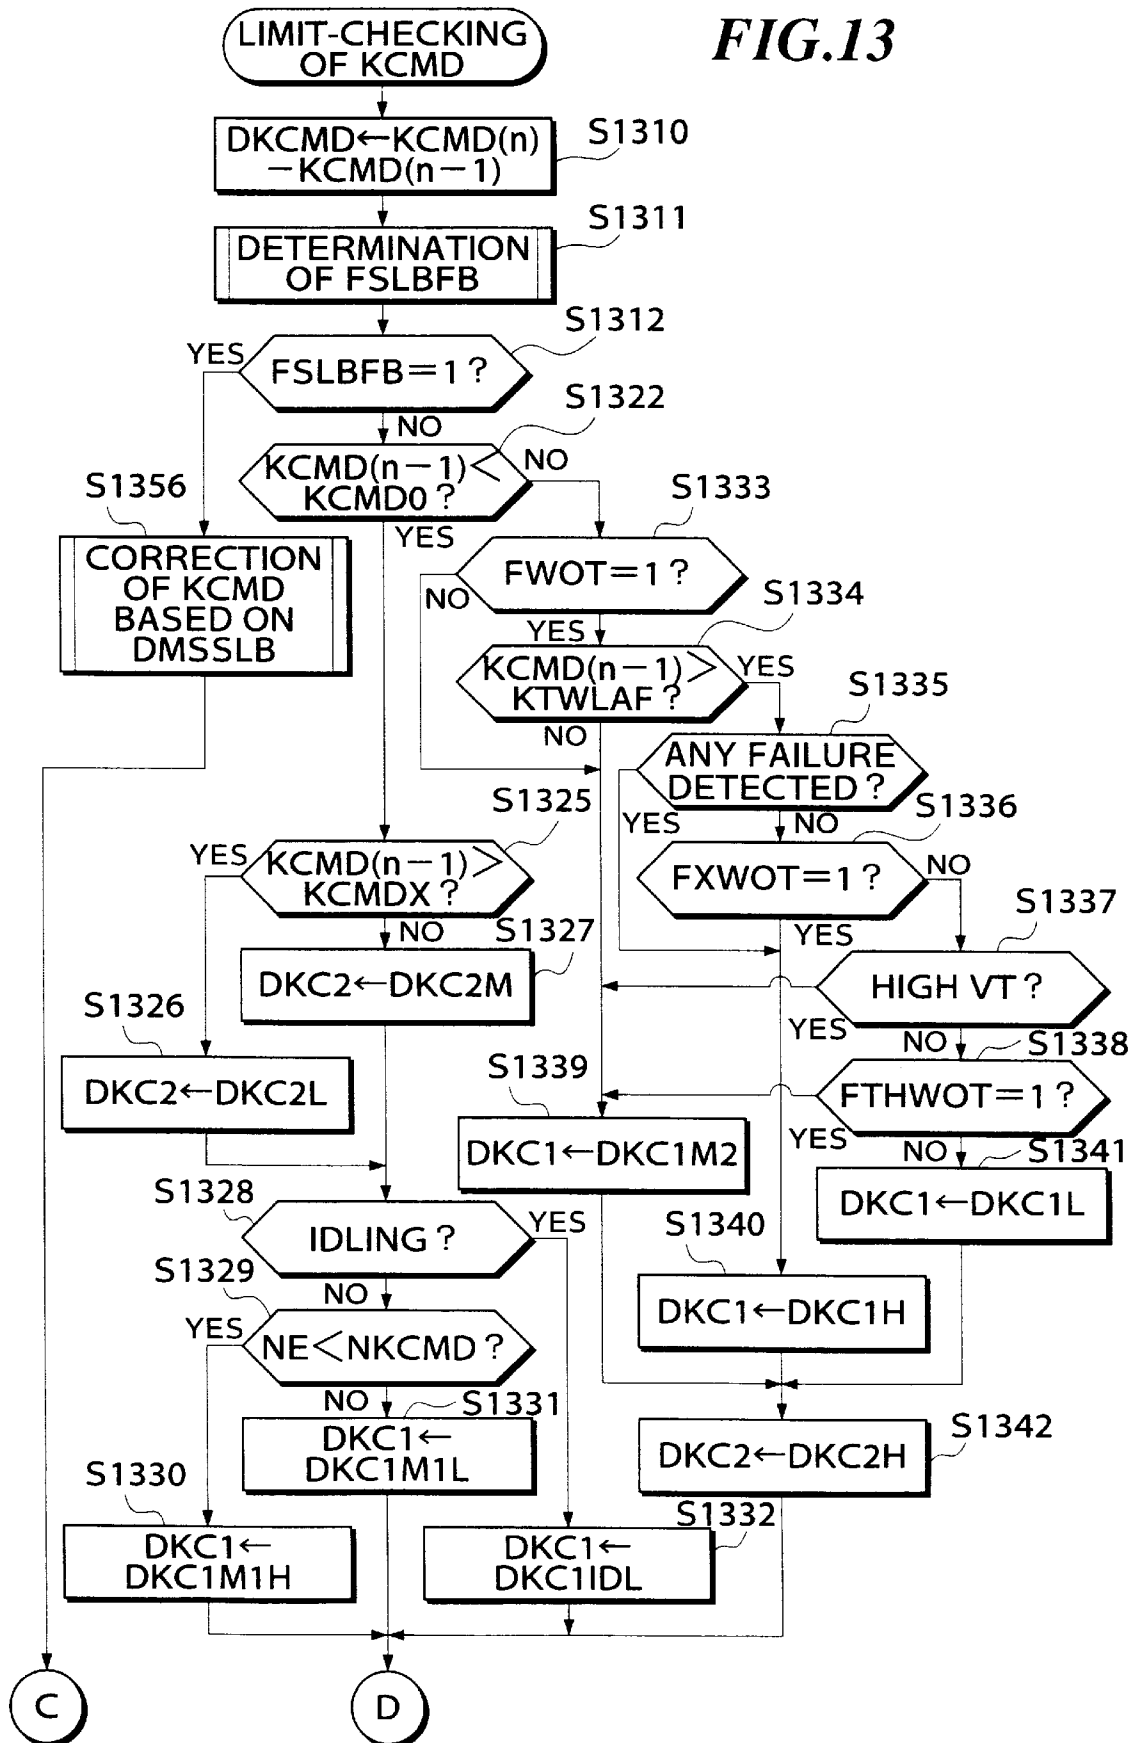 FIG.13
LIMIT-CHECKING
OF KCMD
S1310
DKCMD←KCMD(n)
−KCMD(n−1)
S1311
DETERMINATION
OF FSLBFB
S1312
YES
FSLBFB=1?
NO
S1322
KCMD(n−1)<
KCMD0?
NO
YES
S1356
CORRECTION
OF KCMD
BASED ON
DMSSLB
S1333
FWOT=1?
NO
YES
S1334
KCMD(n−1)>
KTWLAF?
YES
NO
S1335
ANY FAILURE
DETECTED?
YES
NO
S1336
FXWOT=1?
NO
YES
S1325
YES
KCMD(n−1)>
KCMDX?
NO
S1327
DKC2←DKC2M
S1337
HIGH VT?
YES
NO
S1326
DKC2←DKC2L
S1338
FTHWOT=1?
YES
NO
S1339
DKC1←DKC1M2
S1341
DKC1←DKC1L
S1328
IDLING?
YES
NO
S1340
DKC1←DKC1H
S1329
YES
NE<NKCMD?
NO
S1331
DKC1←
DKC1M1L
S1342
DKC2←DKC2H
S1330
DKC1←
DKC1M1H
S1332
DKC1←
DKC1IDL
C
D